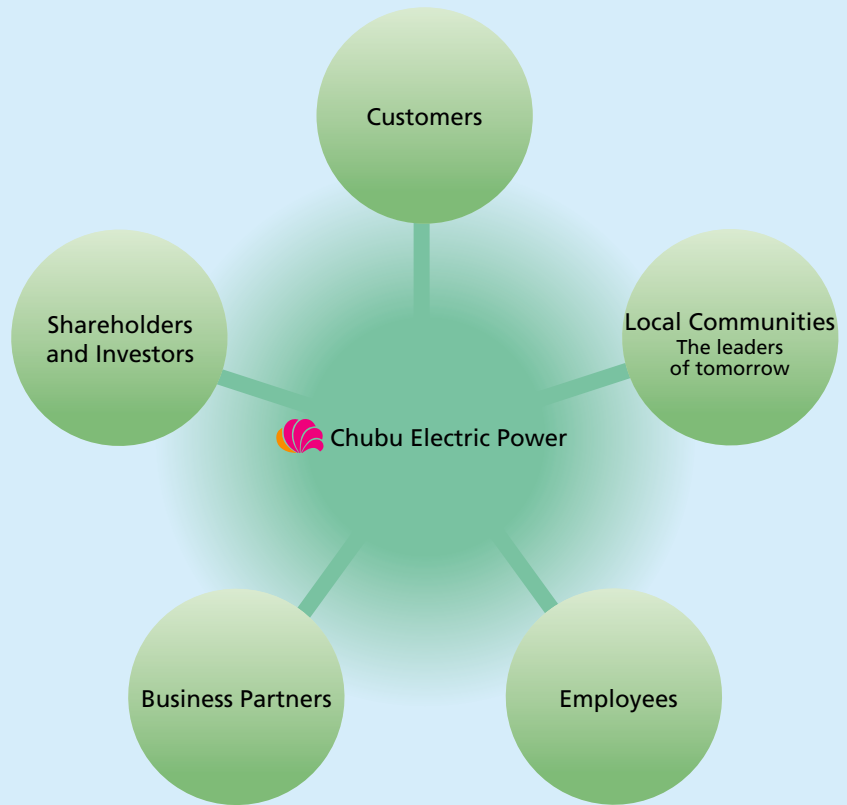 Customers
Shareholders
and Investors
Local Communities
The leaders
of tomorrow
Chubu Electric Power
Business Partners
Employees